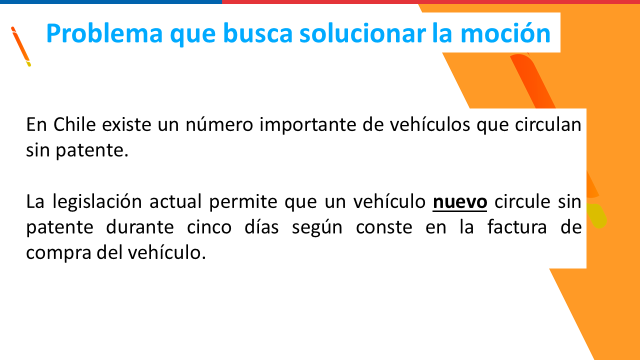 Problema que busca solucionar la moción
En Chile existe un número importante de vehículos que circulan
sin patente.
La legislación actual permite que un vehículo nuevo circule sin
patente durante cinco días según conste en la factura de
compra del vehículo.